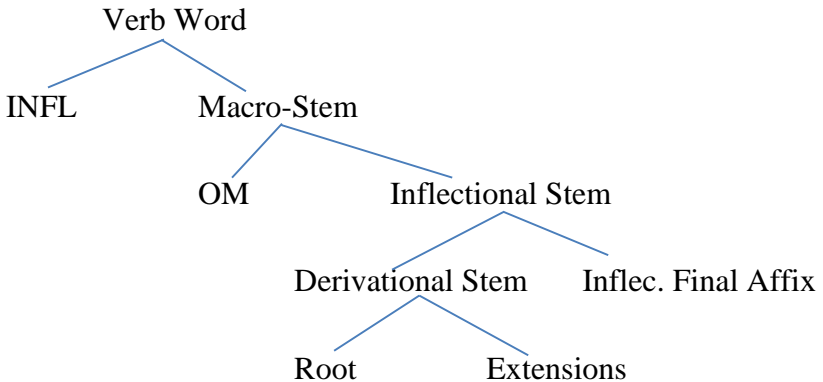 Verb Word
INFL Macro-Stem
OM Inflectional Stem
Derivational Stem Inflec. Final Affix
Root Extensions